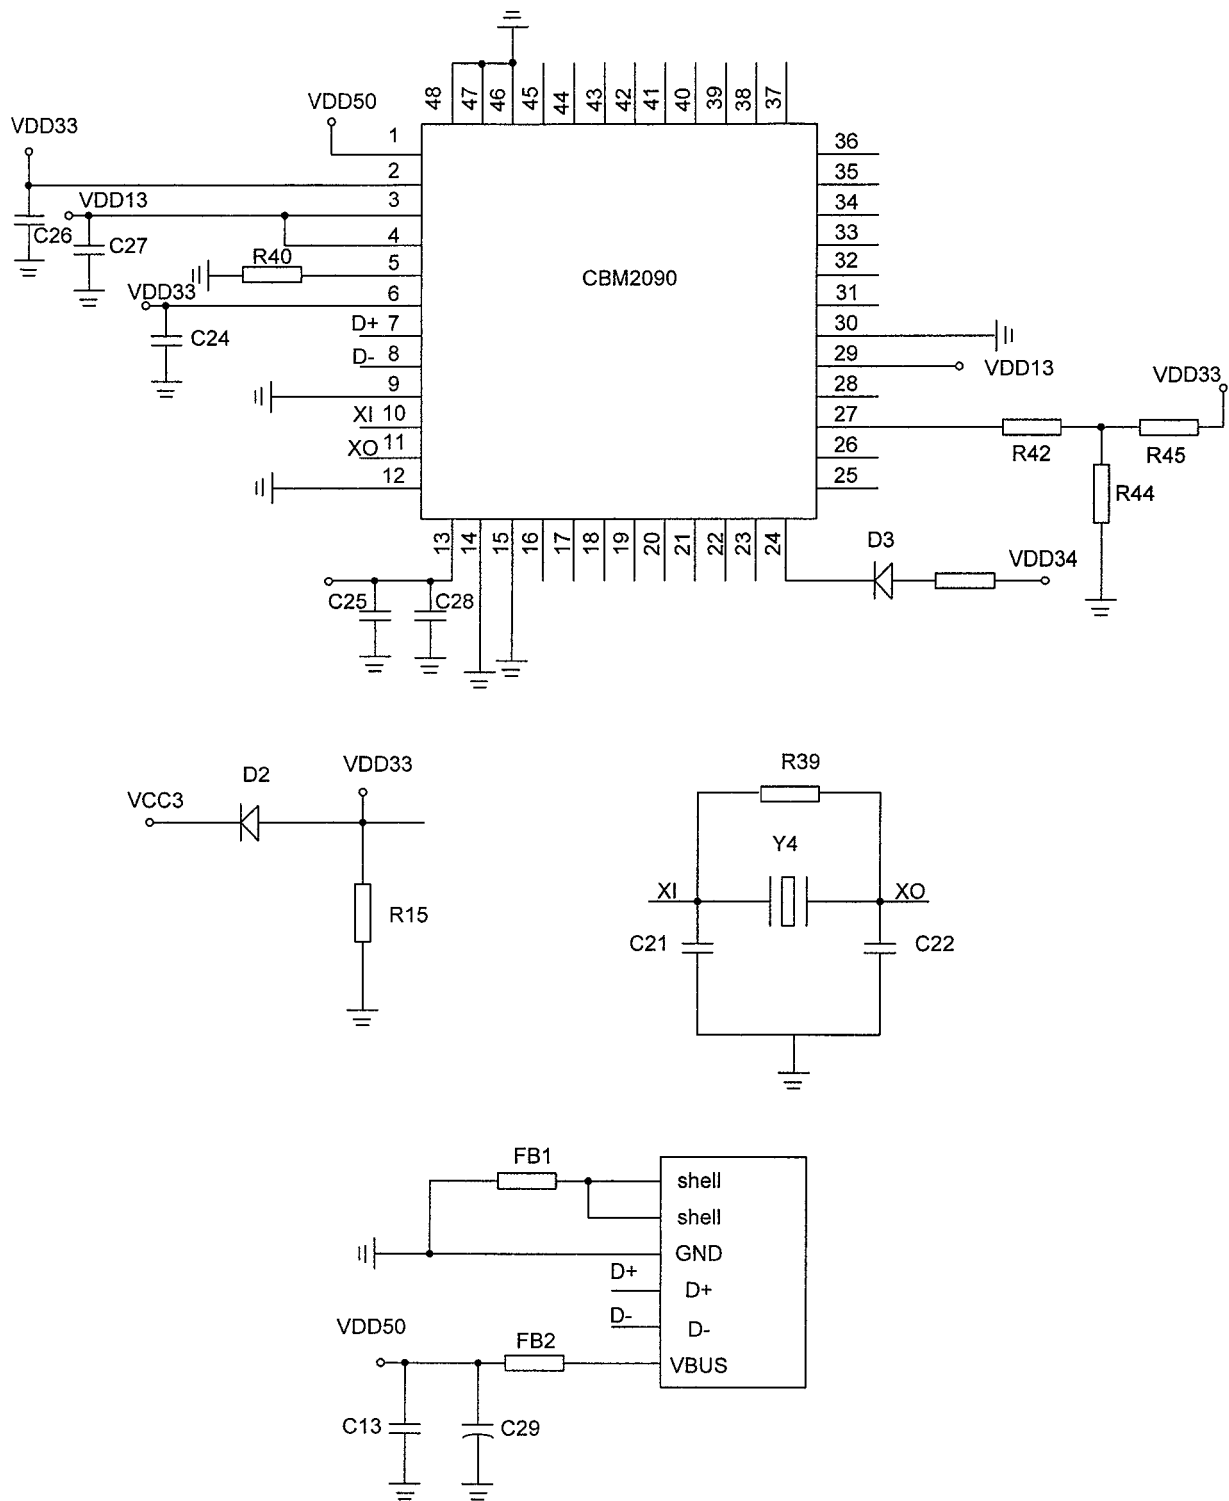 48 47 46 45 44 43 42 41 40 39 38 37
VDD50
VDD33
1
2
VDD13
3
C26
C27
4
R40
5
VDD33
6
C24
D+ 7
D- 8
9
XI 10
XO 11
12
CBM2090
36
35
34
33
32
31
30
29
VDD13
28
VDD33
27
R42
R45
26
25
R44
13 14 15 16 17 18 19 20 21 22 23 24
D3
VDD34
C25
C28
D2
VDD33
VCC3
R15
R39
Y4
XI
XO
C21
C22
FB1
shell
shell
GND
D+
D+
D-
D-
VDD50
FB2
VBUS
C13
C29